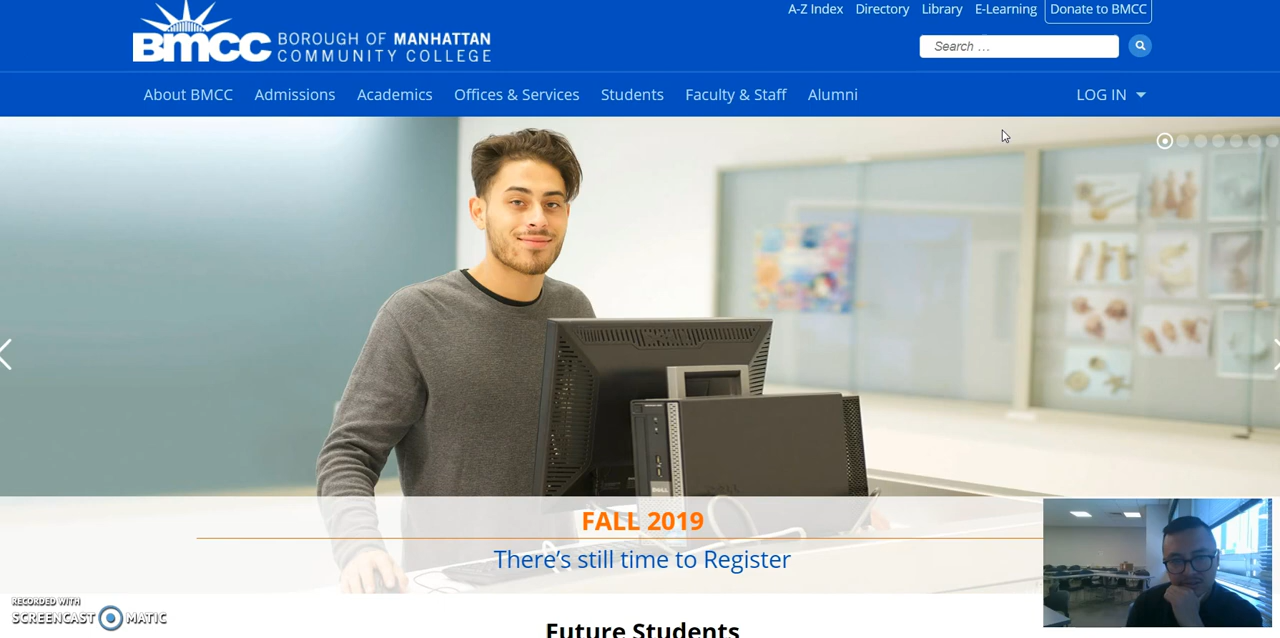 A-Z Index Directory Library E-Learning Donate to BMCC
BMCC BOROUGH OF MANHATTAN
COMMUNITY COLLEGE
Search ...
About BMCC Admissions Academics Offices & Services Students Faculty & Staff Alumni LOG IN
DELL
FALL 2019
There's still time to Register
RECORDED WITH
SCREENCAST MATIC
Future Students